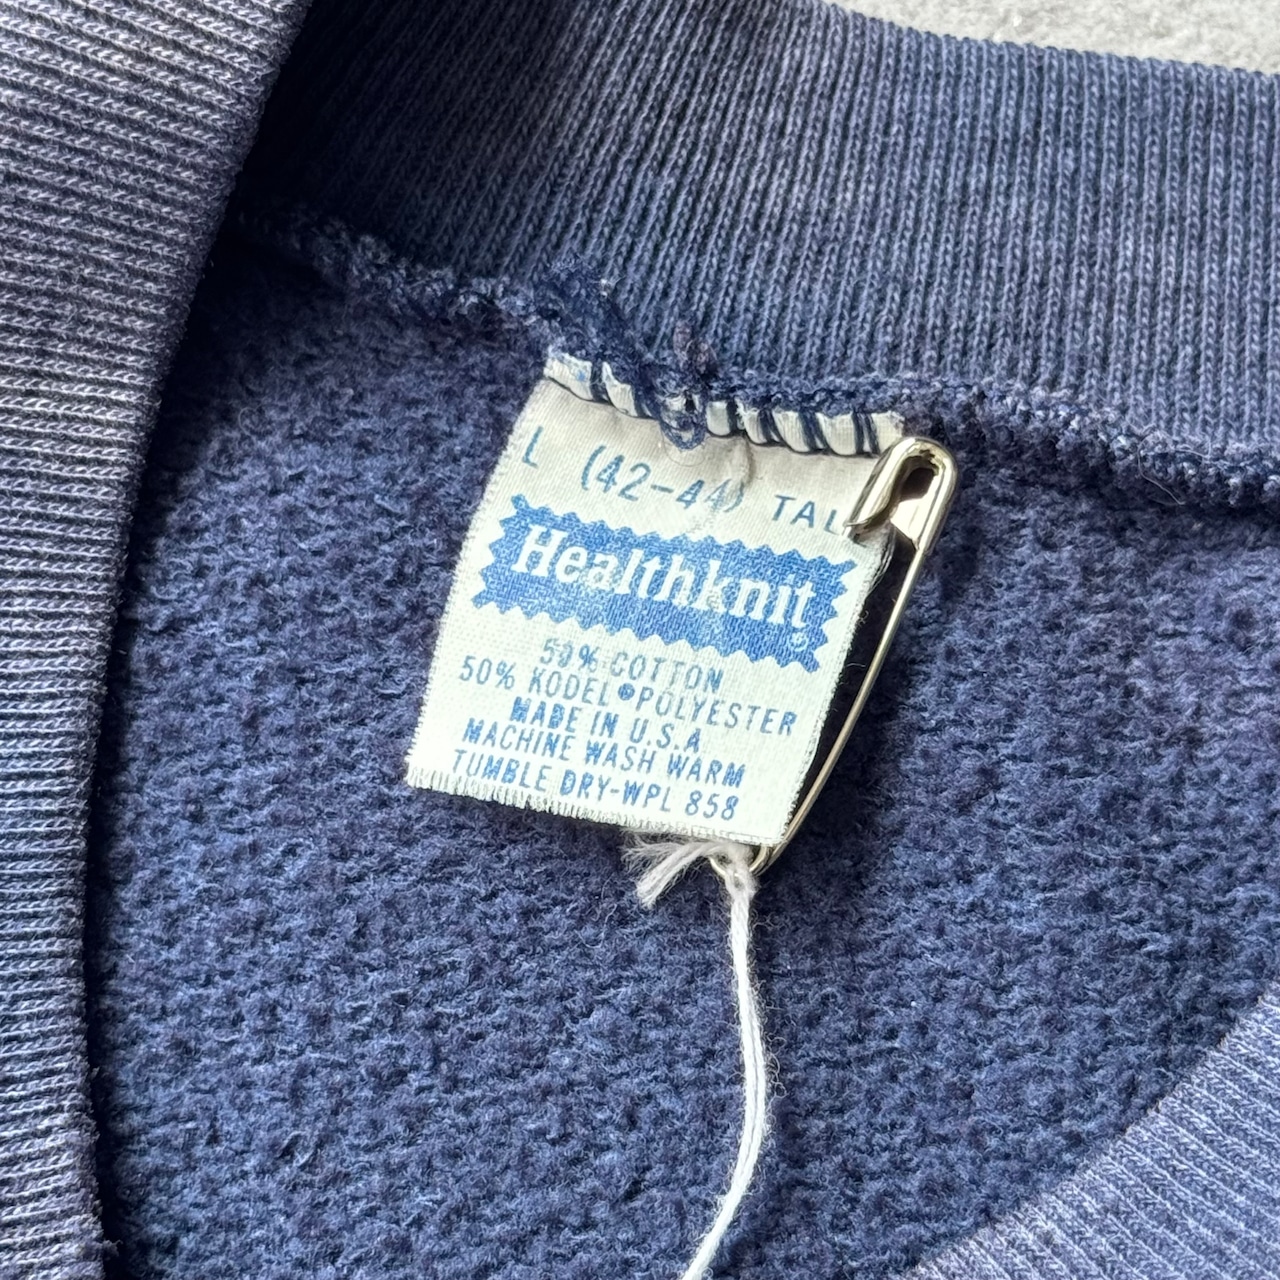 L (42-44) TALL
Healthknit®
50% COTTON
50% KODEL® POLYESTER
MADE IN U.S.A
MACHINE WASH WARM
TUMBLE DRY-WPL 858